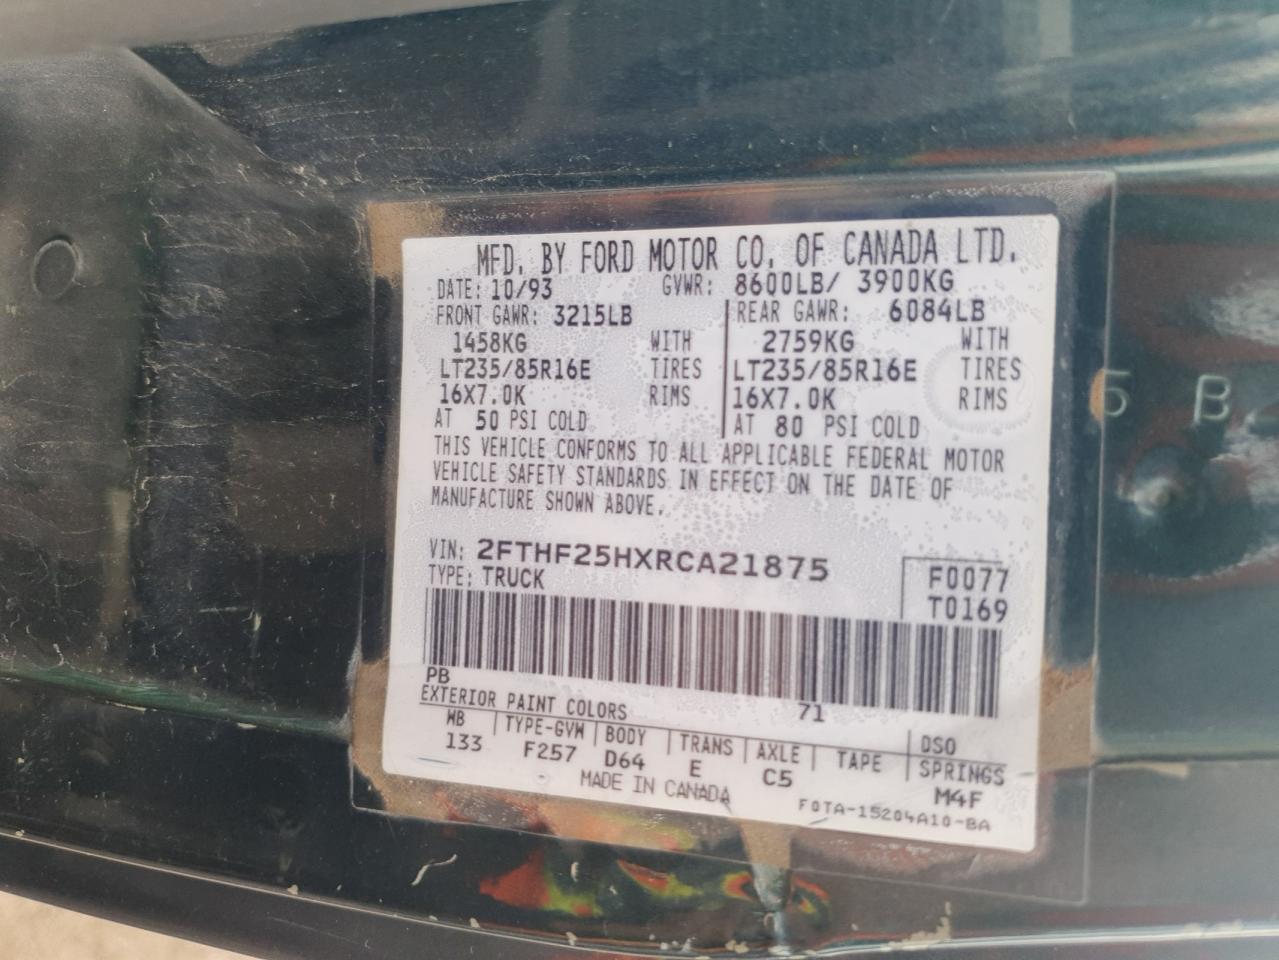 MFD. BY FORD MOTOR CO. OF CANADA LTD.
DATE: 10/93 GVWR: 8600LB/ 3900KG
FRONT GAWR: 3215LB REAR GAWR: 6084LB
1458KG WITH 2759KG WITH
LT235/85R16E TIRES LT235/85R16E TIRES
16X7.0K RIMS 16X7.0K RIMS
AT 50 PSI COLD AT 80 PSI COLD
THIS VEHICLE CONFORMS TO ALL APPLICABLE FEDERAL MOTOR
VEHICLE SAFETY STANDARDS IN EFFECT ON THE DATE OF
MANUFACTURE SHOWN ABOVE.
VIN: 2FTHF25HXRCA21875 F0077
TYPE: TRUCK T0169
PB 71
EXTERIOR PAINT COLORS
WB TYPE-GVW BODY TRANS AXLE TAPE DSO
133 F257 D64 E C5 SPRINGS
MADE IN CANADA M4F
F0TA-15204A10-BA
5 B